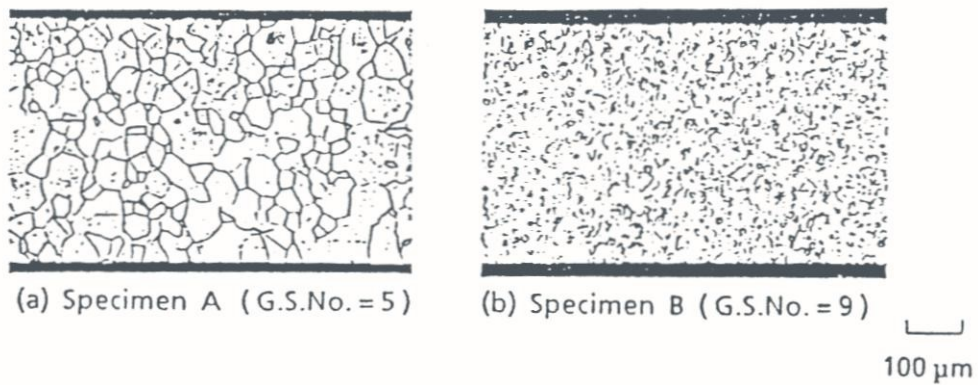 (a) Specimen A ( G.S.No. = 5 )
(b) Specimen B ( G.S.No. = 9 )
100 μm